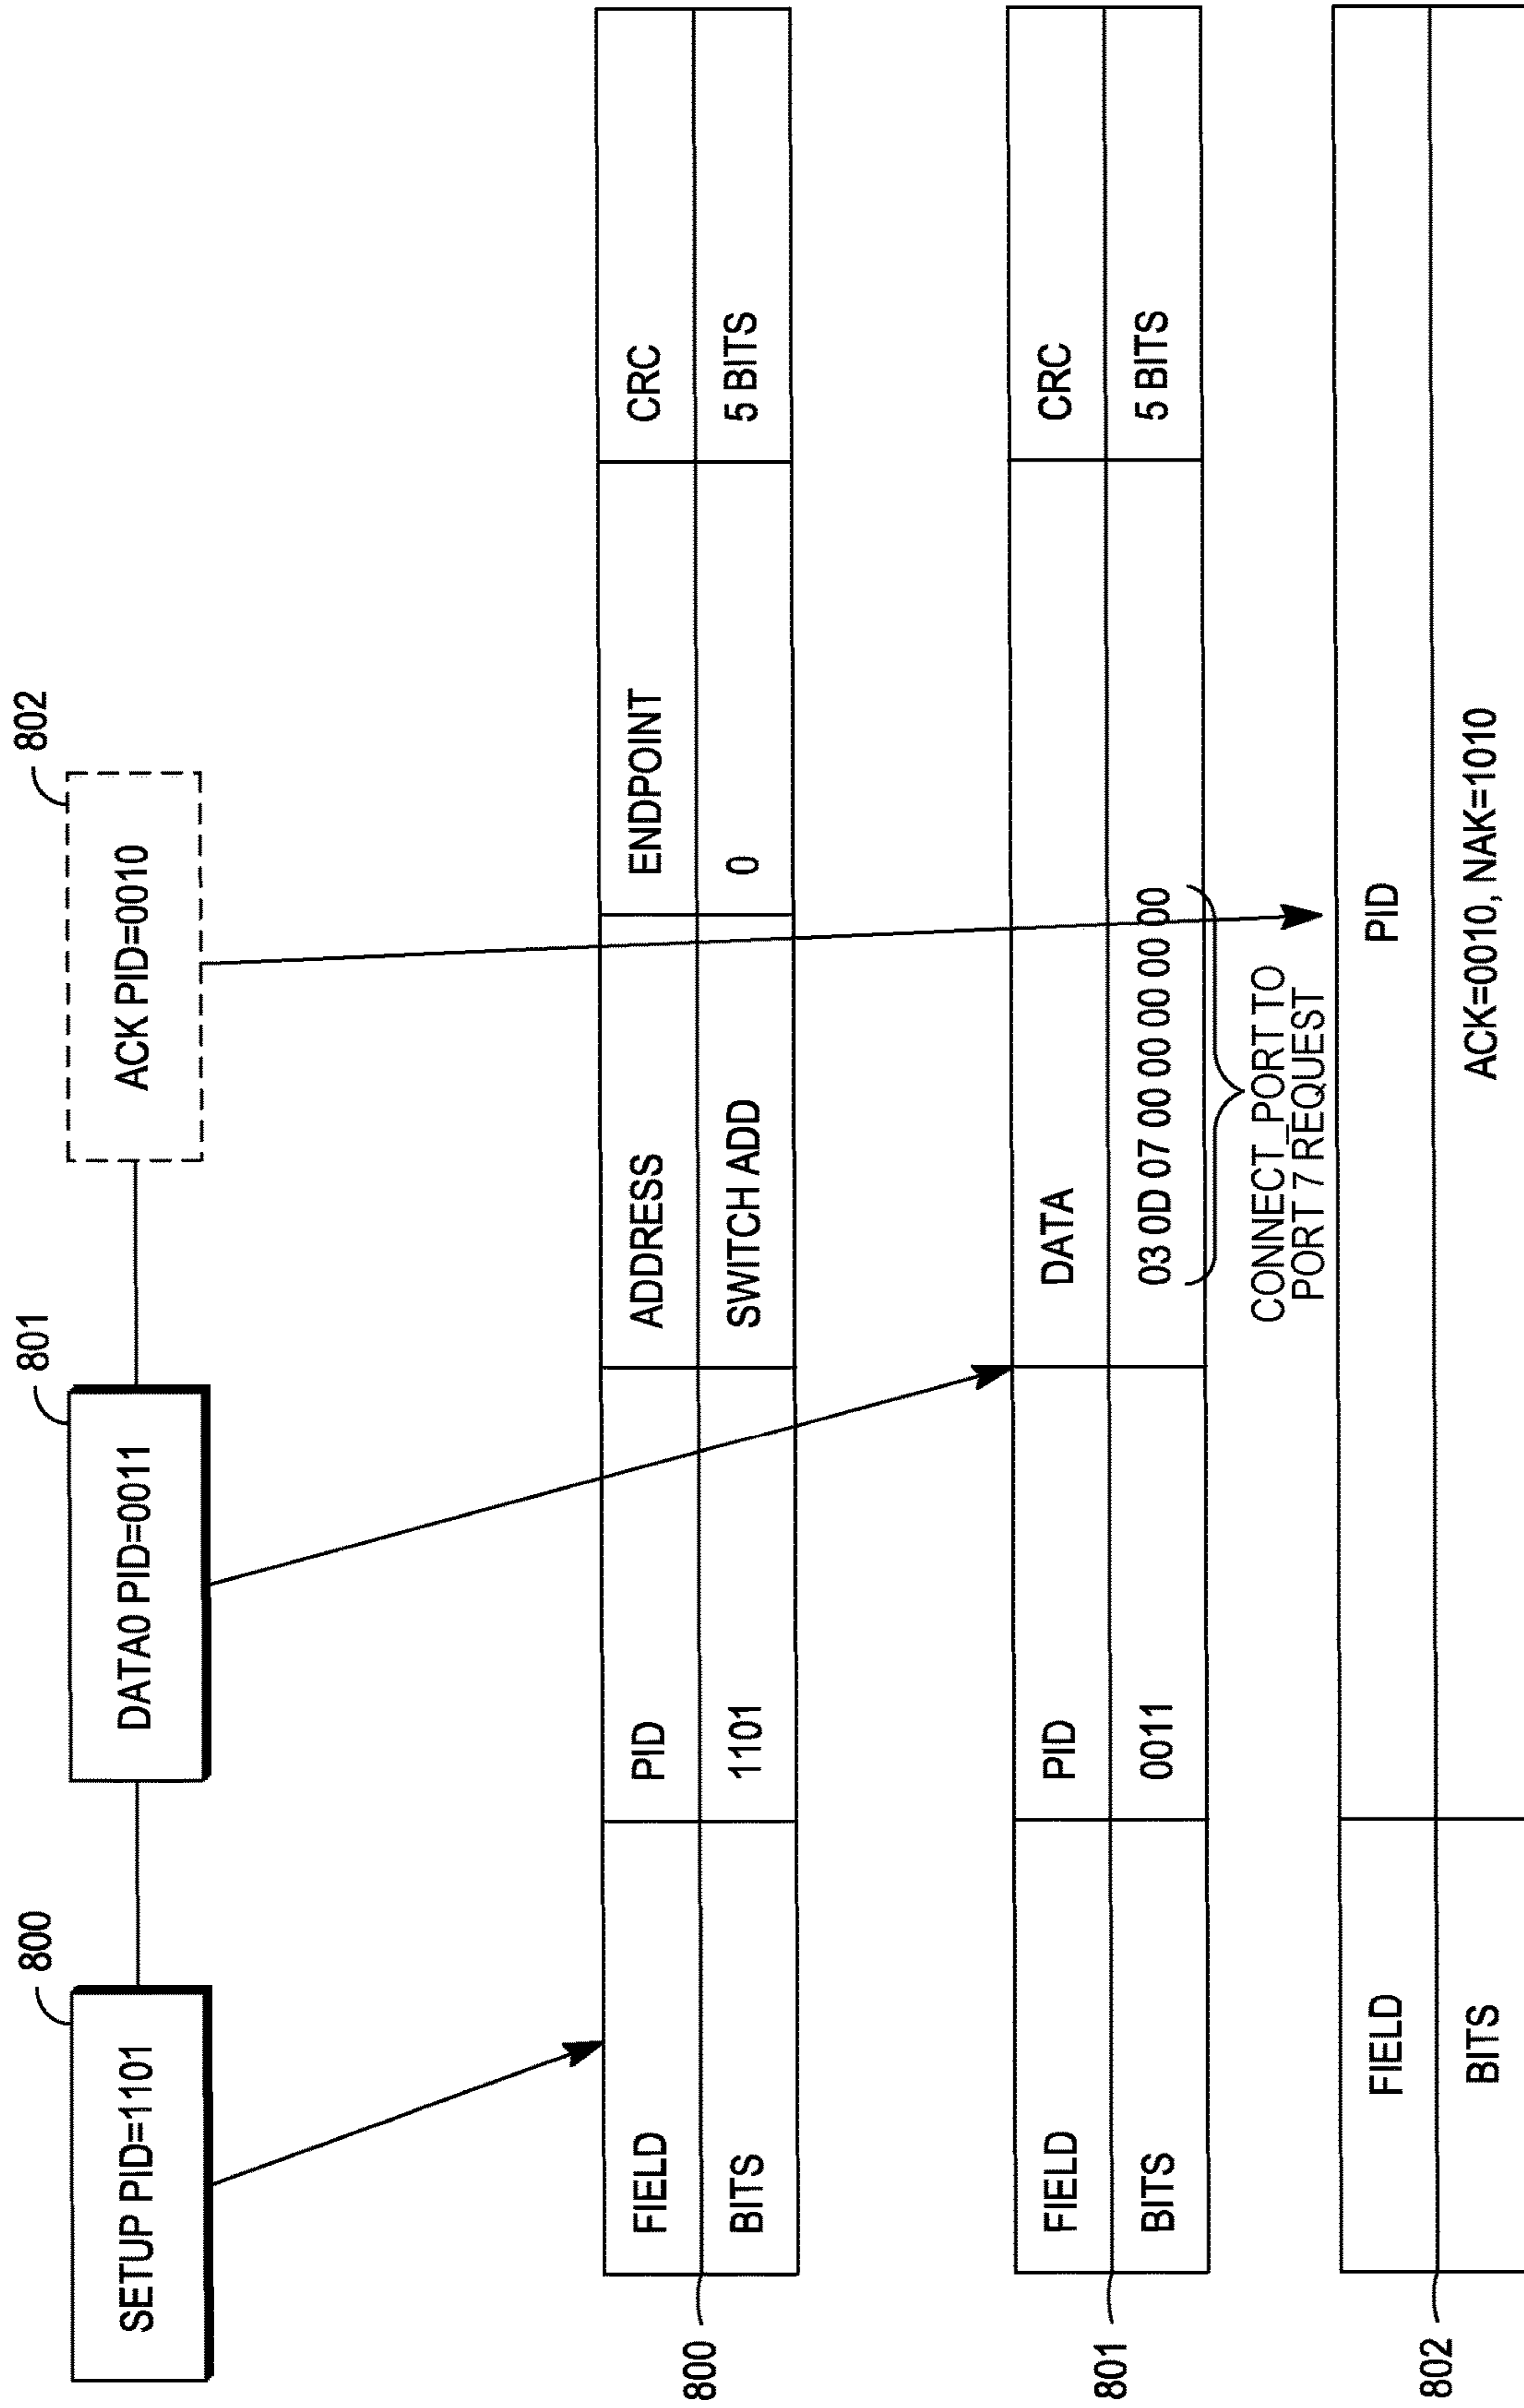 800
801
802
SETUP PID=1101
DATA0 PID=0011
ACK PID=0010
FIELD
PID
ADDRESS
ENDPOINT
CRC
BITS
1101
SWITCH ADD
0
5 BITS
800
FIELD
PID
DATA
CRC
BITS
0011
03 0D 07 00 00 00 00 00
5 BITS
801
CONNECT_PORT TO
PORT 7 REQUEST
FIELD
PID
BITS
ACK=0010, NAK=1010
802